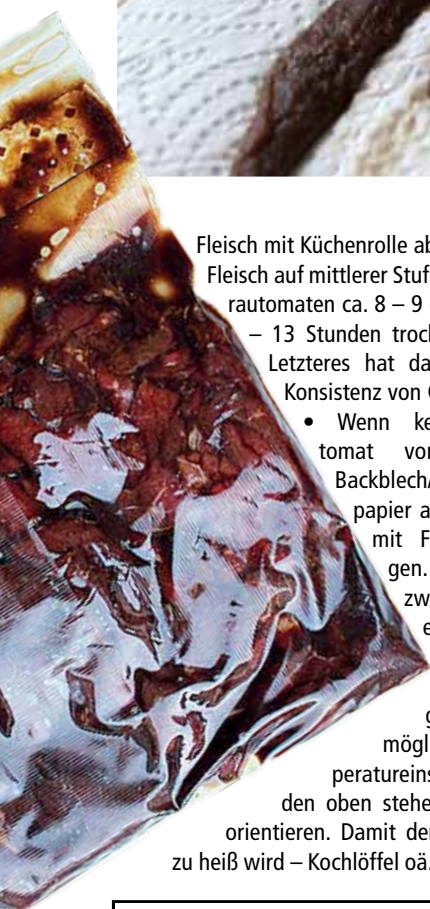 Fleisch mit Küchenrolle ab
Fleisch auf mittlerer Stuf
rautomaten ca. 8 – 9
– 13 Stunden troc
Letzteres hat da
Konsistenz von
• Wenn ke
tomat vor
Backblech/
papier a
mit F
gen.
zw
e
g
mögl
peratureins
den oben stehe
orientieren. Damit der
zu heiß wird – Kochlöffel oä.